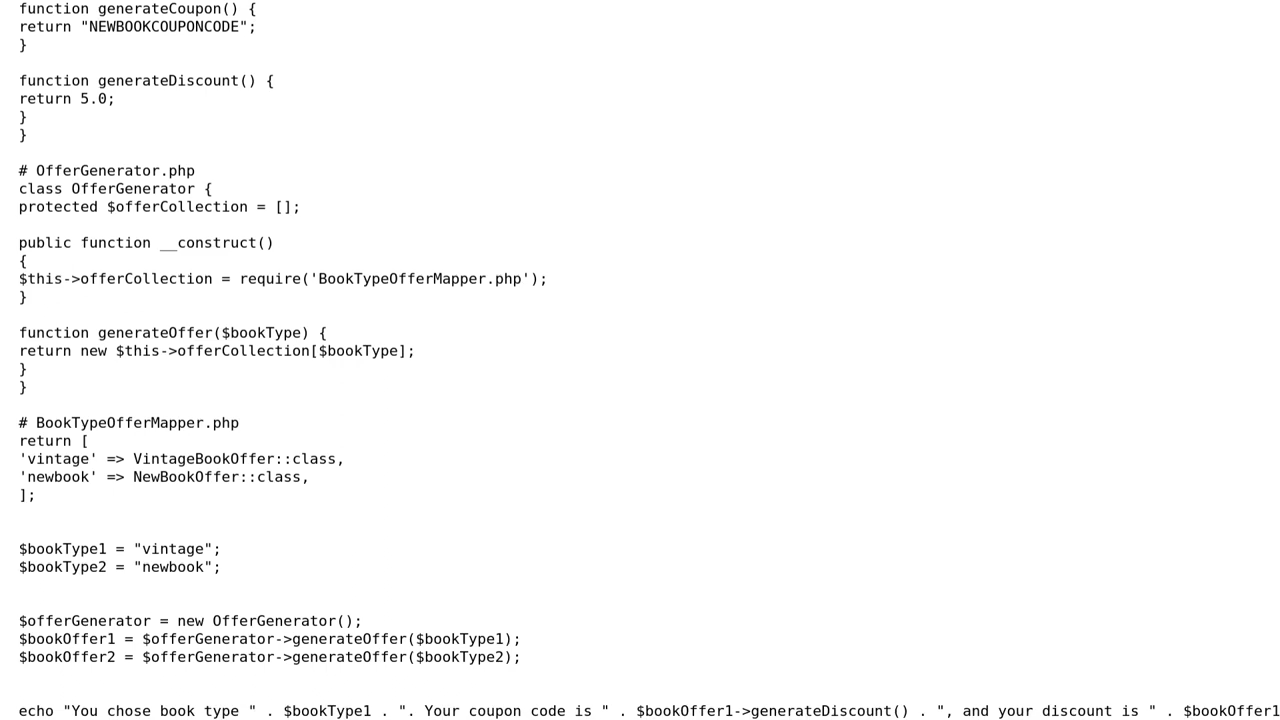 function generateCoupon() {
return "NEWBOOKCOUPONCODE";
}
function generateDiscount() {
return 5.0;
}
}
# OfferGenerator.php
class OfferGenerator {
protected $offerCollection = [];
public function __construct()
{
$this->offerCollection = require('BookTypeOfferMapper.php');
}
function generateOffer($bookType) {
return new $this->offerCollection[$bookType];
}
}
# BookTypeOfferMapper.php
return [
'vintage' => VintageBookOffer::class,
'newbook' => NewBookOffer::class,
];
$bookType1 = "vintage";
$bookType2 = "newbook";
$offerGenerator = new OfferGenerator();
$bookOffer1 = $offerGenerator->generateOffer($bookType1);
$bookOffer2 = $offerGenerator->generateOffer($bookType2);
echo "You chose book type " . $bookType1 . ". Your coupon code is " . $bookOffer1->generateDiscount() . ", and your discount is " . $bookOffer1